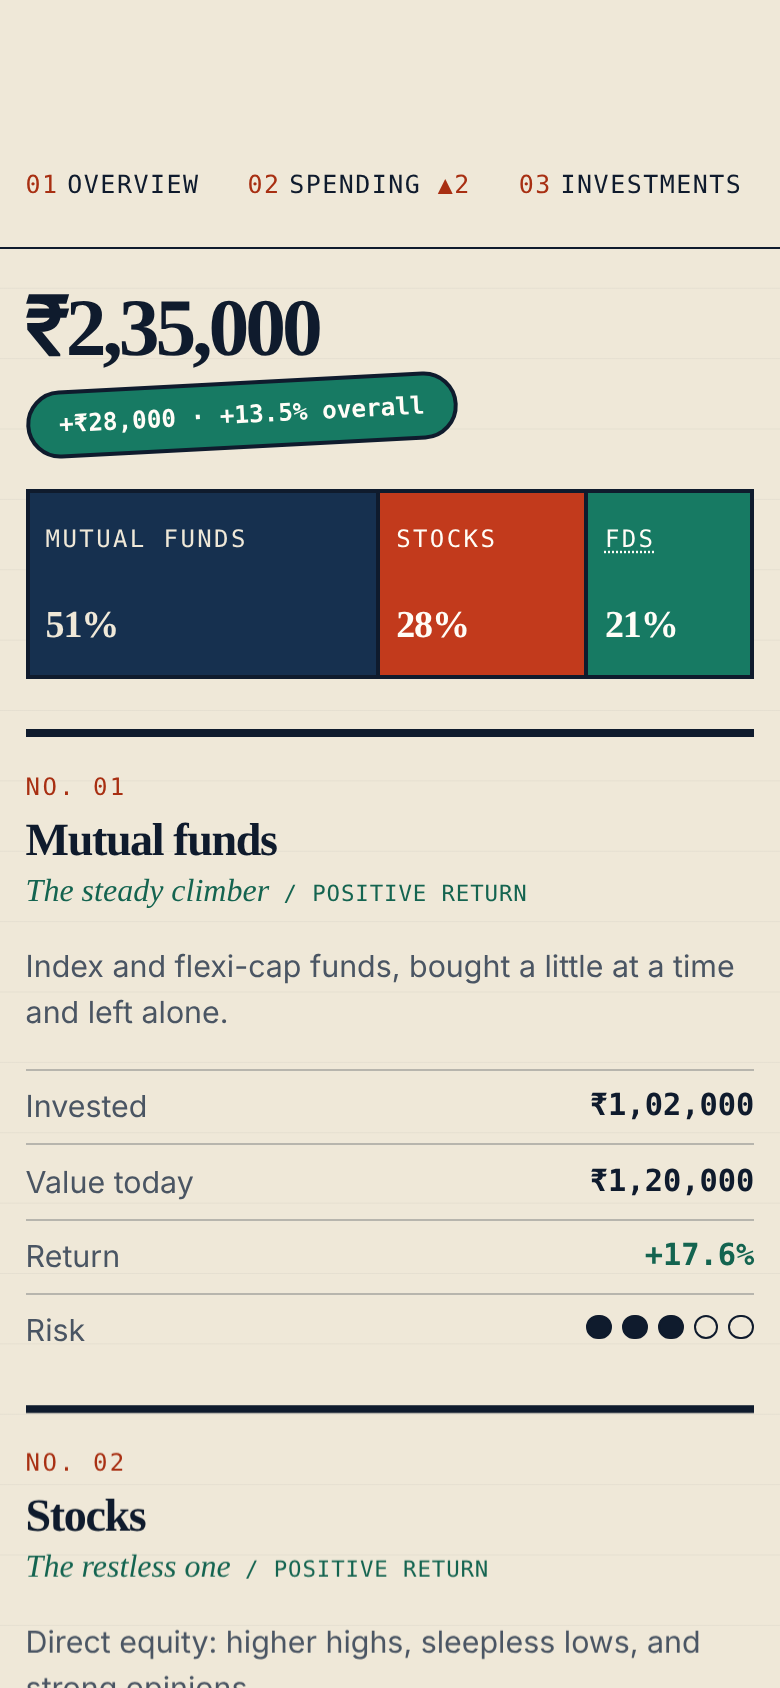 01 OVERVIEW 02 SPENDING ▲2 03 INVESTMENTS
₹2,35,000
+₹28,000 · +13.5% overall
MUTUAL FUNDS STOCKS FDS
51% 28% 21%
NO. 01
Mutual funds
The steady climber / POSITIVE RETURN
Index and flexi-cap funds, bought a little at a time
and left alone.
Invested ₹1,02,000
Value today ₹1,20,000
Return +17.6%
Risk
NO. 02
Stocks
The restless one / POSITIVE RETURN
Direct equity: higher highs, sleepless lows, and
strong opinions